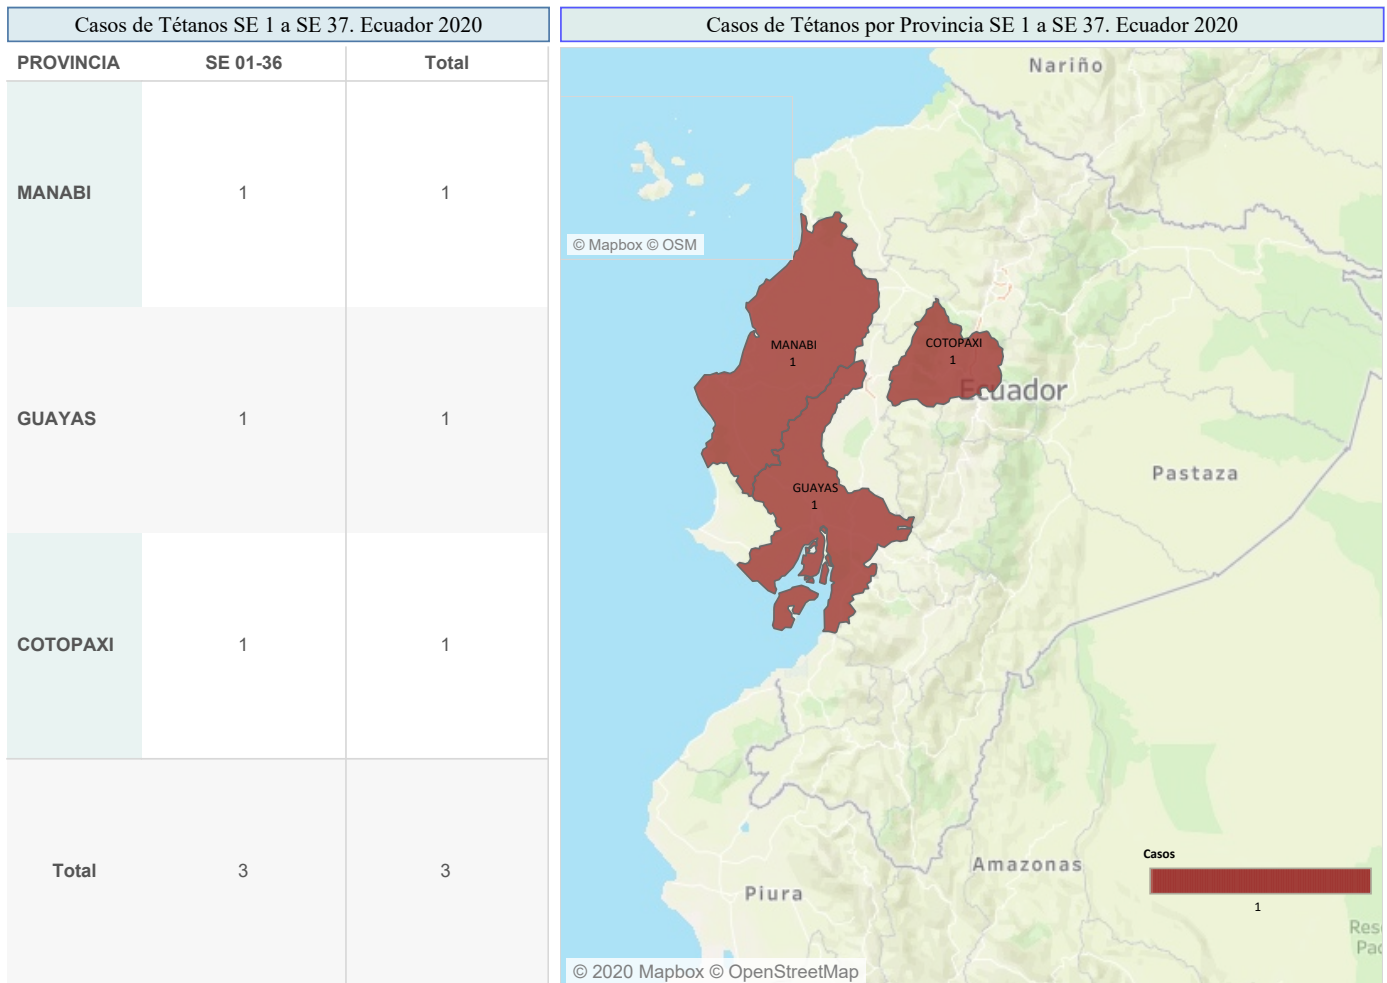 Casos de Tétanos SE 1 a SE 37. Ecuador 2020
PROVINCIA SE 01-36 Total
MANABI 1 1
GUAYAS 1 1
COTOPAXI 1 1
Total 3 3
Casos de Tétanos por Provincia SE 1 a SE 37. Ecuador 2020
Nariño
© Mapbox © OSM
MANABI
1
COTOPAXI
1
Ecuador
Pastaza
GUAYAS
1
Amazonas
Piura
Casos
1
© 2020 Mapbox © OpenStreetMap